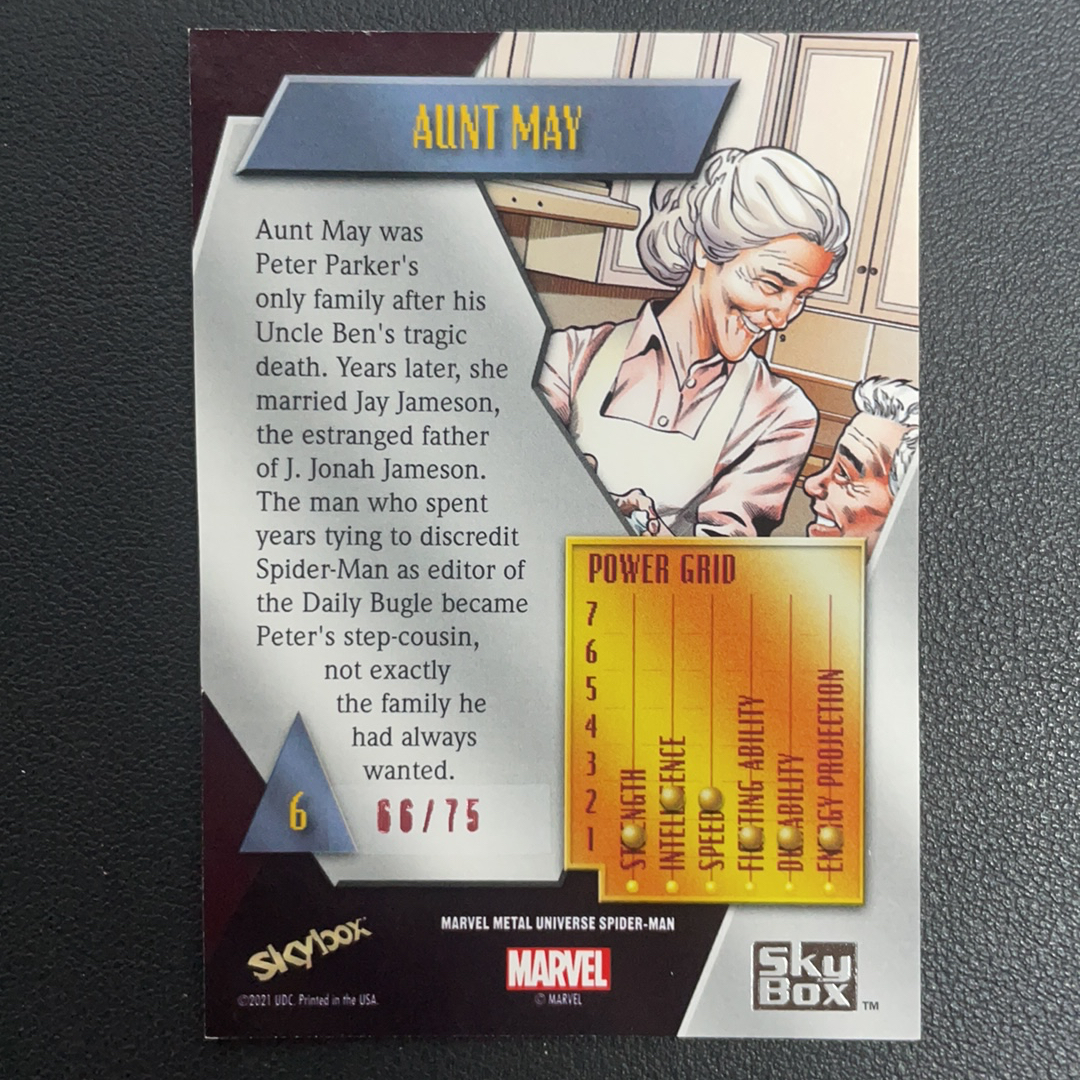 AUNT MAY
Aunt May was
Peter Parker's
only family after his
Uncle Ben's tragic
death. Years later, she
married Jay Jameson,
the estranged father
of J. Jonah Jameson.
The man who spent
years tying to discredit
Spider-Man as editor of
the Daily Bugle became
Peter's step-cousin,
not exactly
the family he
had always
wanted.
6
66/75
POWER GRID
7
6
5
4
3
2
1
STRENGTH
INTELLIGENCE
SPEED
FIGHTING ABILITY
DURABILITY
ENERGY PROJECTION
MARVEL METAL UNIVERSE SPIDER-MAN
skybox
MARVEL
© MARVEL
©2021 UDC. Printed in the USA.
Sky
Box
TM